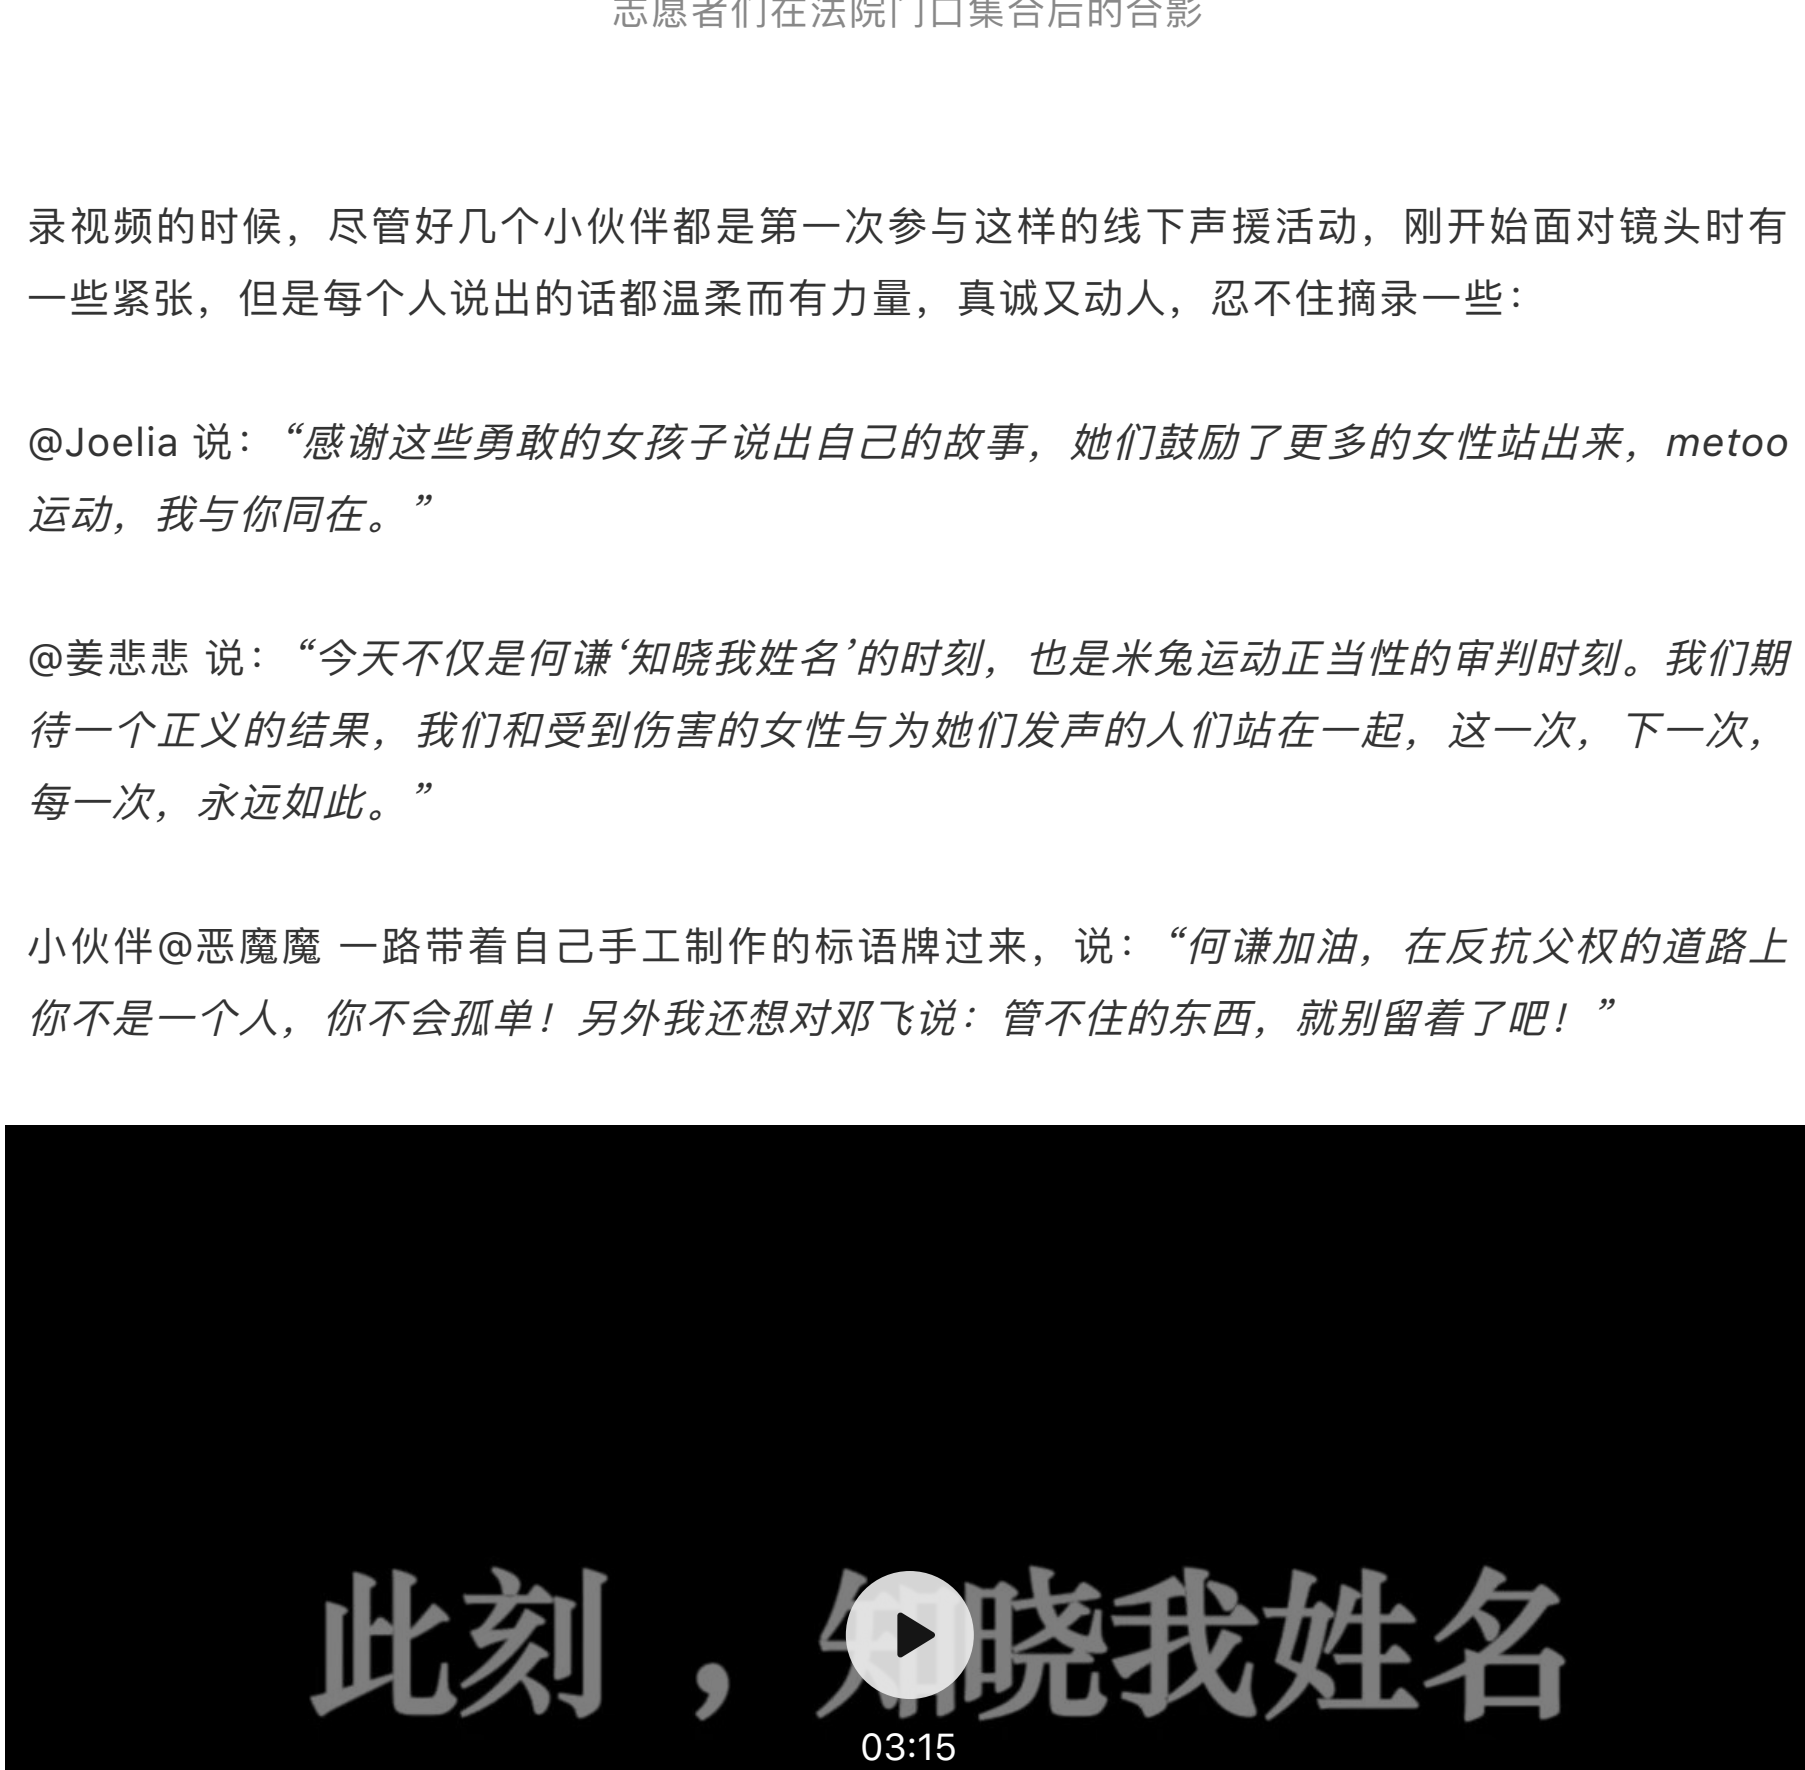 志愿者们在法院门口集合后的合影
录视频的时候，尽管好几个小伙伴都是第一次参与这样的线下声援活动，刚开始面对镜头时有
一些紧张，但是每个人说出的话都温柔而有力量，真诚又动人，忍不住摘录一些：
@Joelia 说：“感谢这些勇敢的女孩子说出自己的故事，她们鼓励了更多的女性站出来，metoo
运动，我与你同在。”
@姜悲悲 说：“今天不仅是何谦‘知晓我姓名’的时刻，也是米兔运动正当性的审判时刻。我们期
待一个正义的结果，我们和受到伤害的女性与为她们发声的人们站在一起，这一次，下一次，
每一次，永远如此。”
小伙伴@恶魔魔 一路带着自己手工制作的标语牌过来，说：“何谦加油，在反抗父权的道路上
你不是一个人，你不会孤单！另外我还想对邓飞说：管不住的东西，就别留着了吧！”
此刻，知晓我姓名
03:15